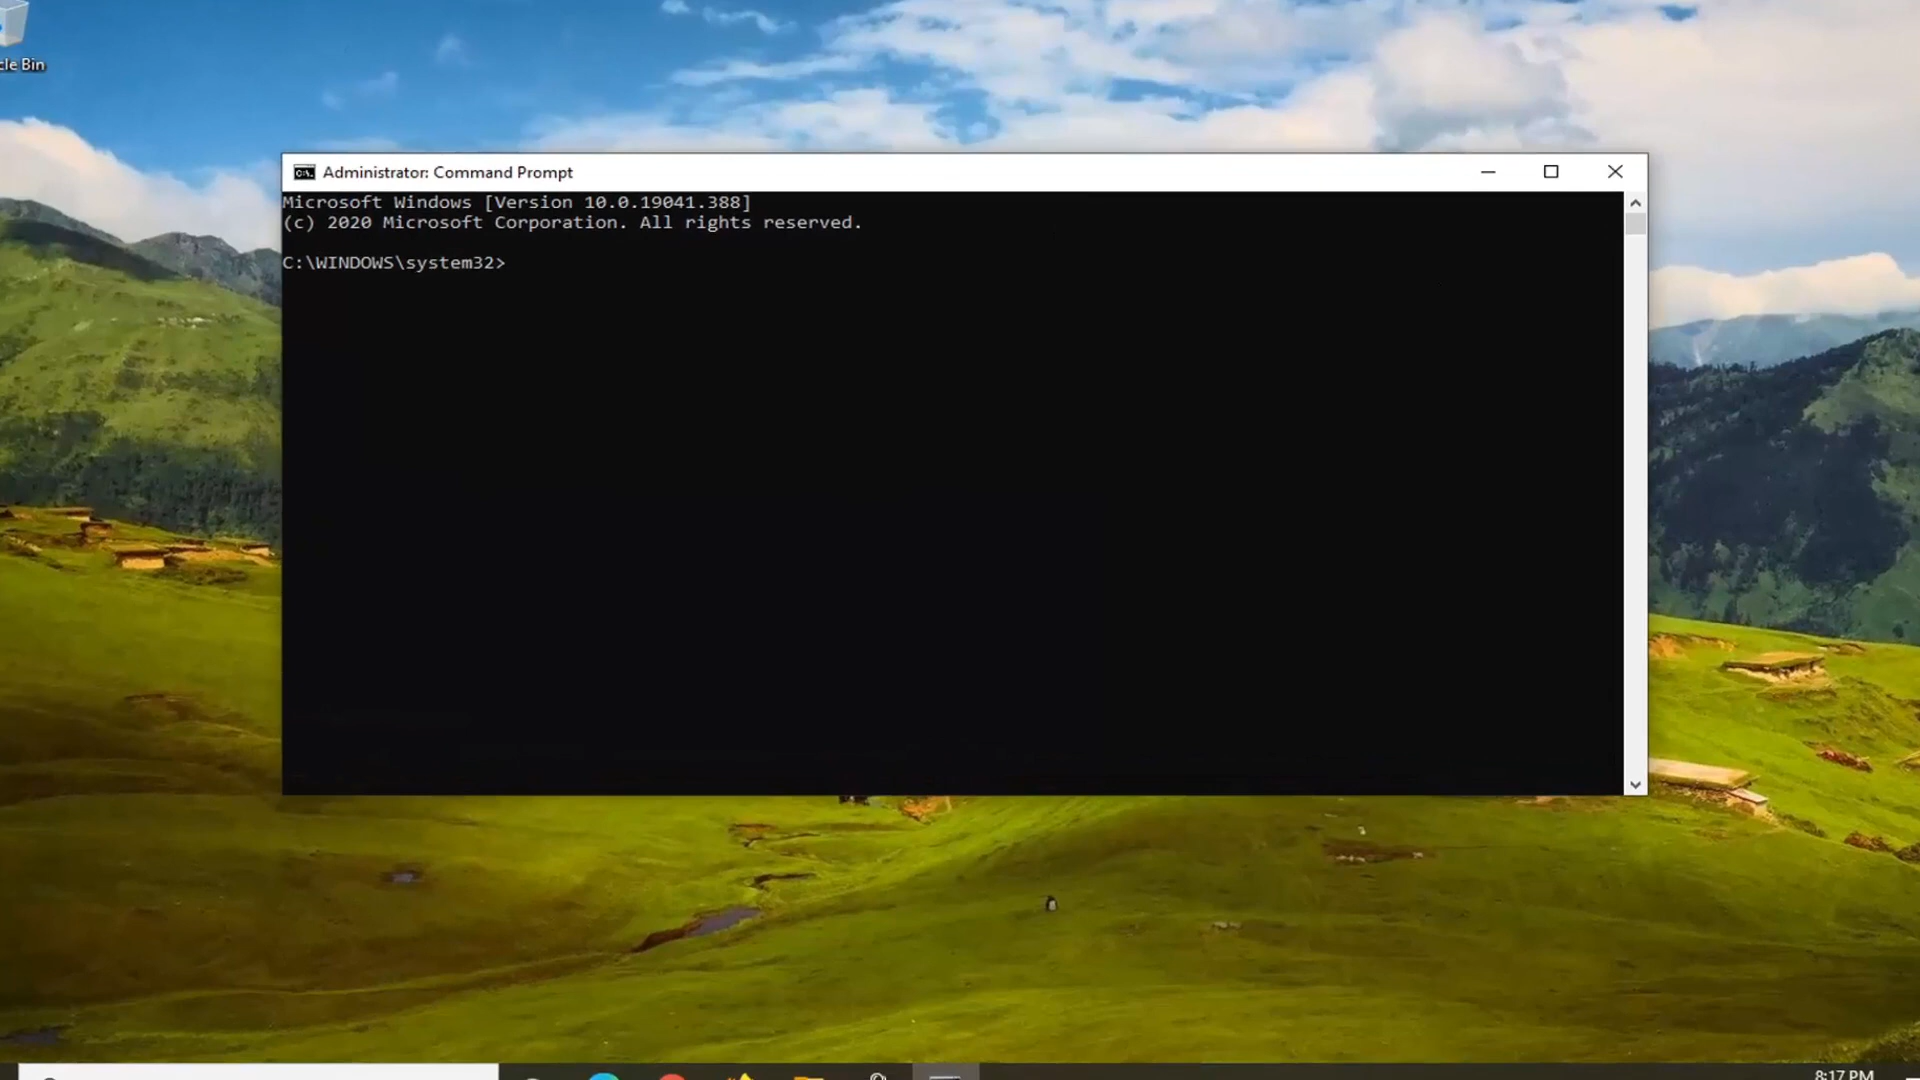 cle Bin
Administrator: Command Prompt
Microsoft Windows [Version 10.0.19041.388]
(c) 2020 Microsoft Corporation. All rights reserved.
C:\WINDOWS\system32>
8:17 PM